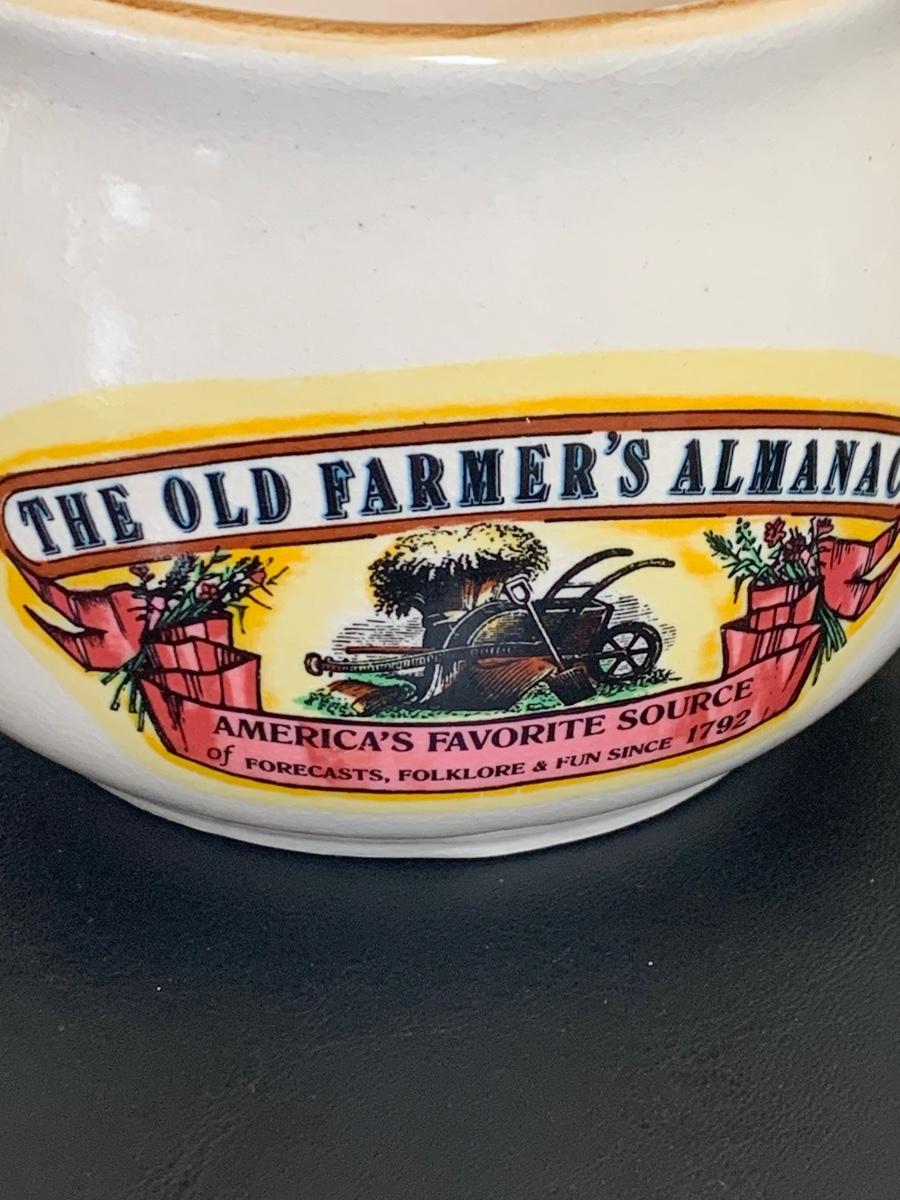 THE OLD FARMER'S ALMANAC
AMERICA'S FAVORITE SOURCE
of FORECASTS, FOLKLORE & FUN SINCE 1792